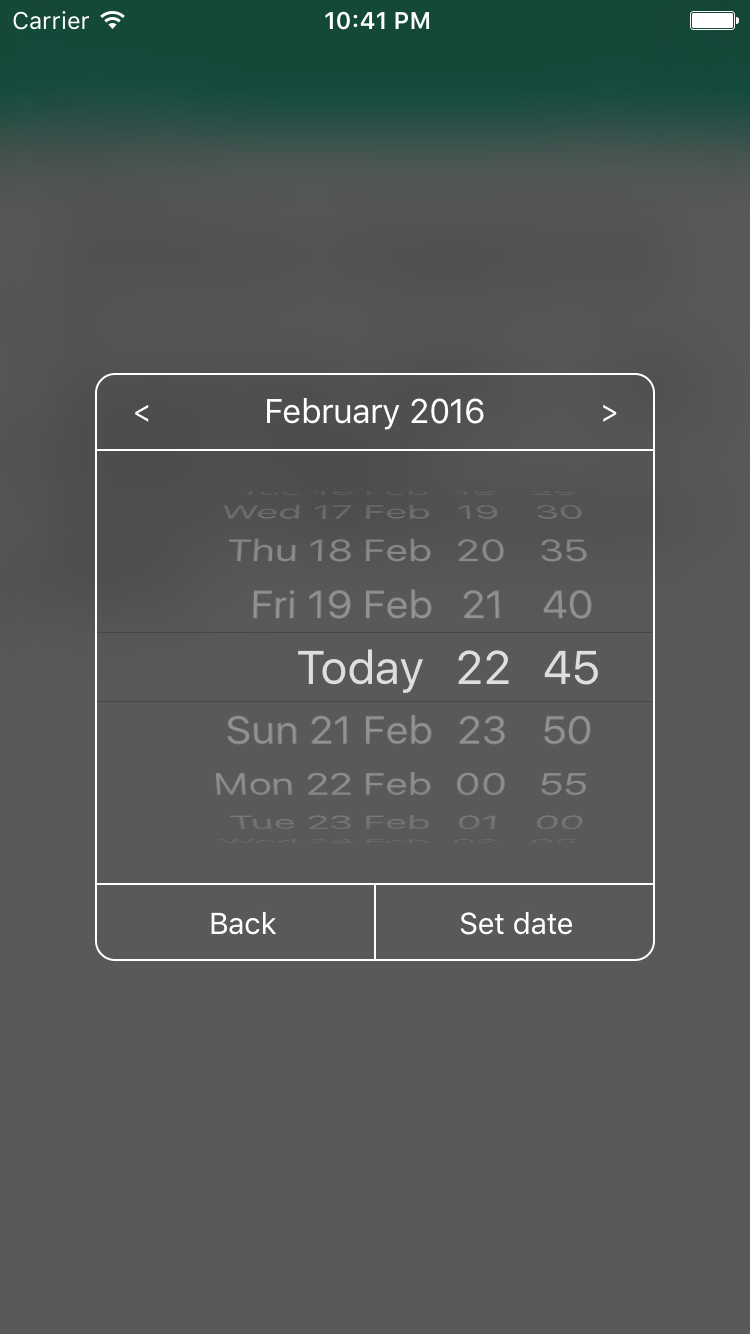 Carrier 10:41 PM
< February 2016 >
Wed 17 Feb 19 30
Thu 18 Feb 20 35
Fri 19 Feb 21 40
Today 22 45
Sun 21 Feb 23 50
Mon 22 Feb 00 55
Tue 23 Feb 01 00
Back Set date